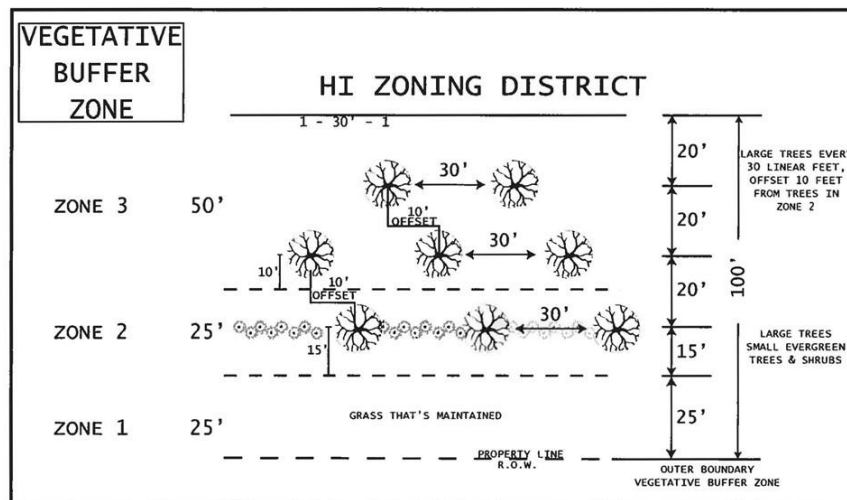 VEGETATIVE
BUFFER
ZONE
HI ZONING DISTRICT
1 - 30' - 1
20'
LARGE TREES EVERY
30 LINEAR FEET,
OFFSET 10 FEET
FROM TREES IN
ZONE 2
30'
ZONE 3
50'
10'
OFFSET
20'
30'
10'
10'
OFFSET
20'
100'
ZONE 2
25'
30'
15'
15'
LARGE TREES
SMALL EVERGREEN
TREES & SHRUBS
ZONE 1
25'
GRASS THAT'S MAINTAINED
25'
PROPERTY LINE
R.O.W.
OUTER BOUNDARY
VEGETATIVE BUFFER ZONE